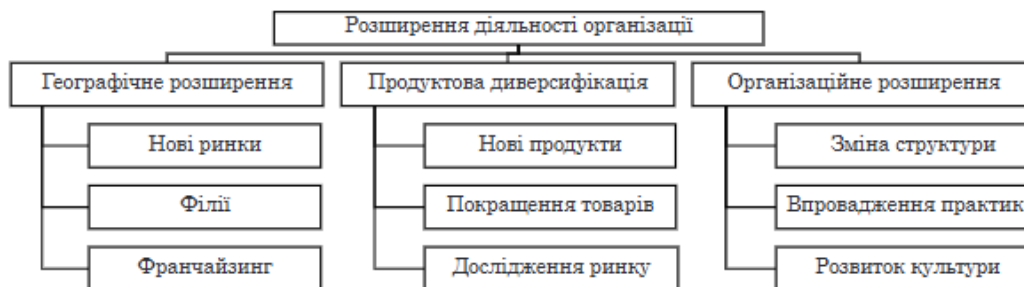 Розширення діяльності організації
Географічне розширення
Нові ринки
Філії
Франчайзинг
Продуктова диверсифікація
Нові продукти
Покращення товарів
Дослідження ринку
Організаційне розширення
Зміна структури
Впровадження практик
Розвиток культури